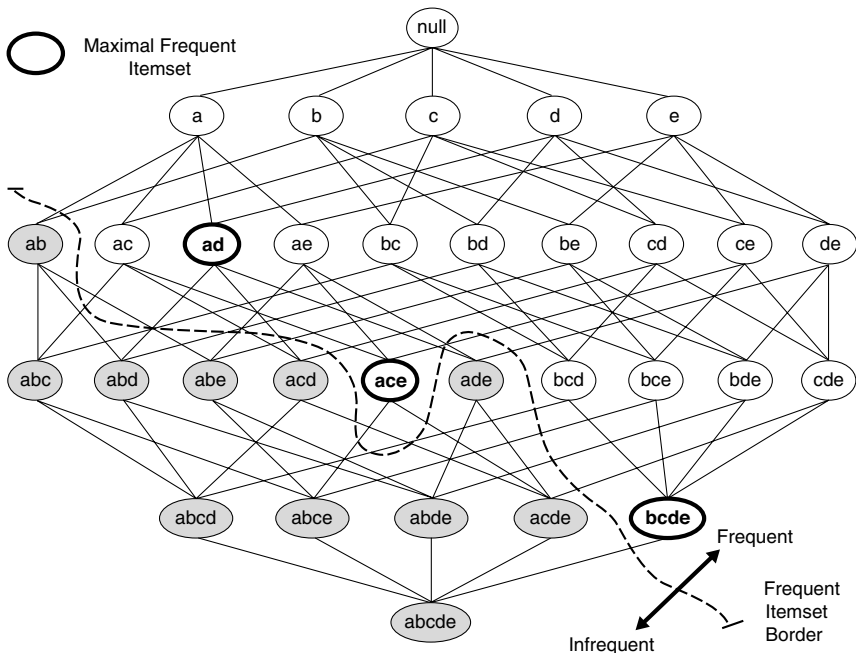 null
Maximal Frequent
Itemset
a b c d e
ab ac ad ae bc bd be cd ce de
abc abd abe acd ace ade bcd bce bde cde
abcd abce abde acde bcde
Frequent
Frequent
Itemset
Border
abcde
Infrequent